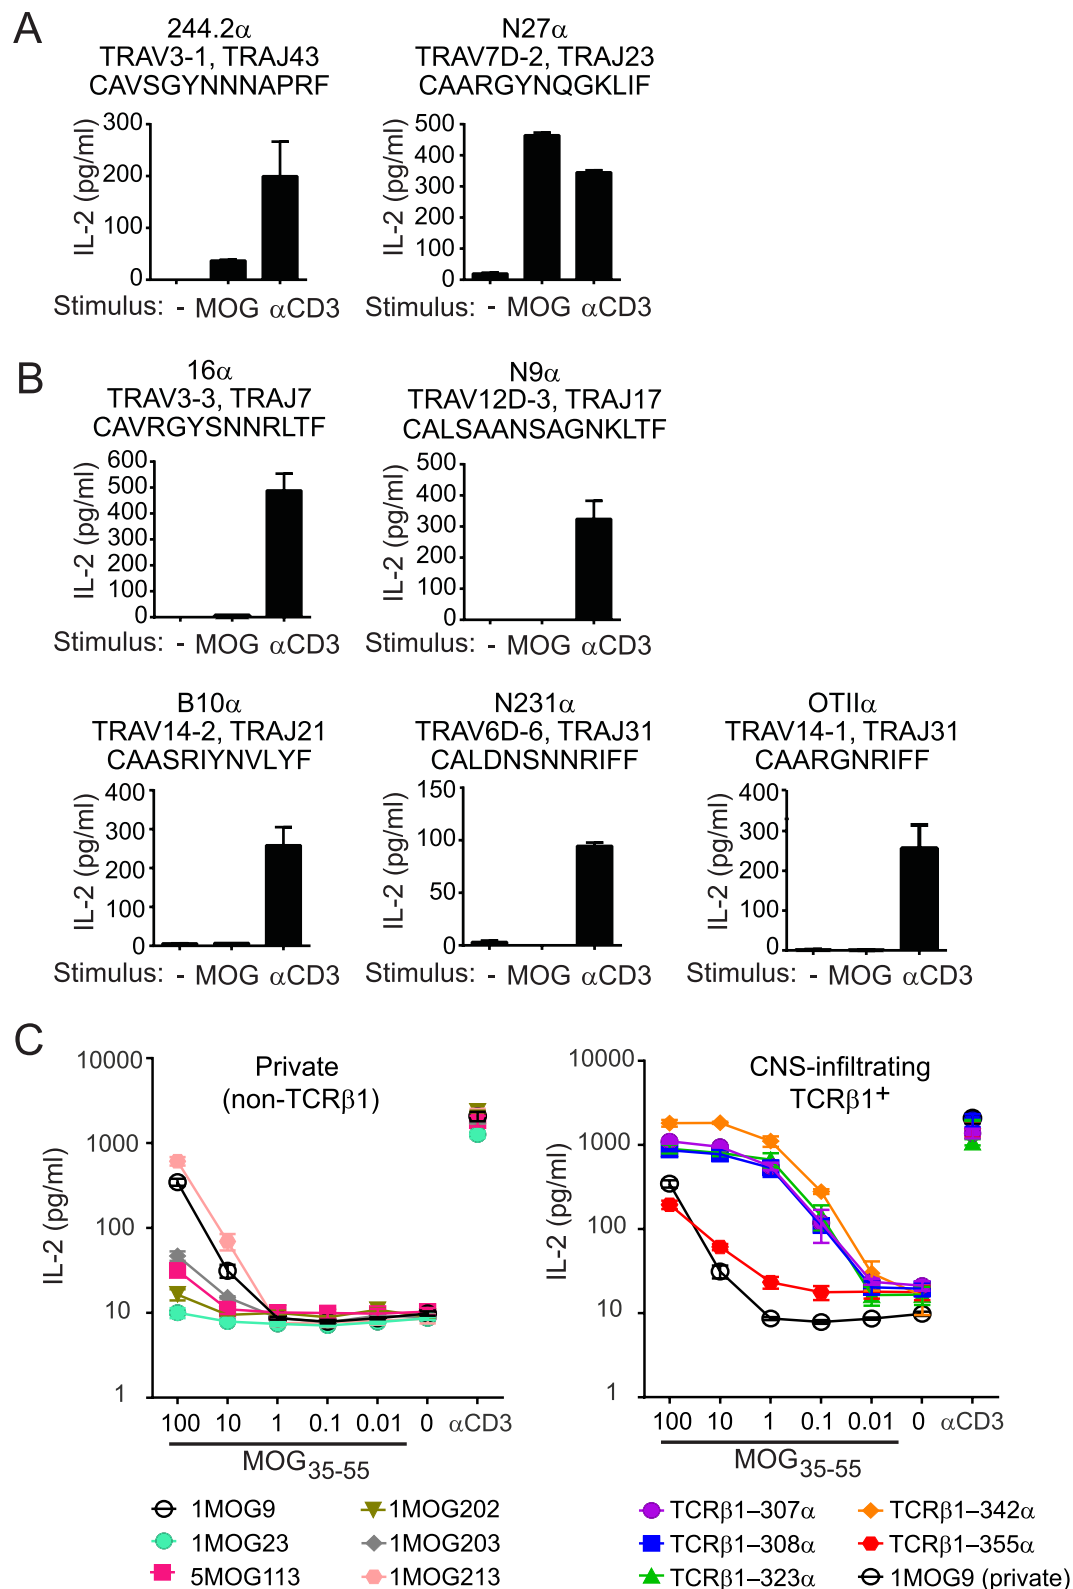 A
244.2α
TRAV3-1, TRAJ43
CAVSGYNNNAPRF
IL-2 (pg/ml)
300
200
100
0
Stimulus: - MOG αCD3
N27α
TRAV7D-2, TRAJ23
CAARGYNQGKLIF
IL-2 (pg/ml)
500
400
300
200
100
0
Stimulus: - MOG αCD3
B
16α
TRAV3-3, TRAJ7
CAVRGYSNNRLTF
IL-2 (pg/ml)
600
500
400
300
200
100
0
Stimulus: - MOG αCD3
N9α
TRAV12D-3, TRAJ17
CALSAANSAGNKLTF
IL-2 (pg/ml)
500
400
300
200
100
0
Stimulus: - MOG αCD3
B10α
TRAV14-2, TRAJ21
CAASRIYNVLYF
IL-2 (pg/ml)
400
300
200
100
0
Stimulus: - MOG αCD3
N231α
TRAV6D-6, TRAJ31
CALDNSNNRIFF
IL-2 (pg/ml)
150
100
50
0
Stimulus: - MOG αCD3
OTIIα
TRAV14-1, TRAJ31
CAARGNRIFF
IL-2 (pg/ml)
400
300
200
100
0
Stimulus: - MOG αCD3
C
Private
(non-TCRβ1)
IL-2 (pg/ml)
10000
1000
100
10
1
100 10 1 0.1 0.01 0 αCD3
MOG35-55
1MOG9
1MOG23
5MOG113
1MOG202
1MOG203
1MOG213
CNS-infiltrating
TCRβ1+
IL-2 (pg/ml)
10000
1000
100
10
1
100 10 1 0.1 0.01 0 αCD3
MOG35-55
TCRβ1–307α
TCRβ1–308α
TCRβ1–323α
TCRβ1–342α
TCRβ1–355α
1MOG9 (private)